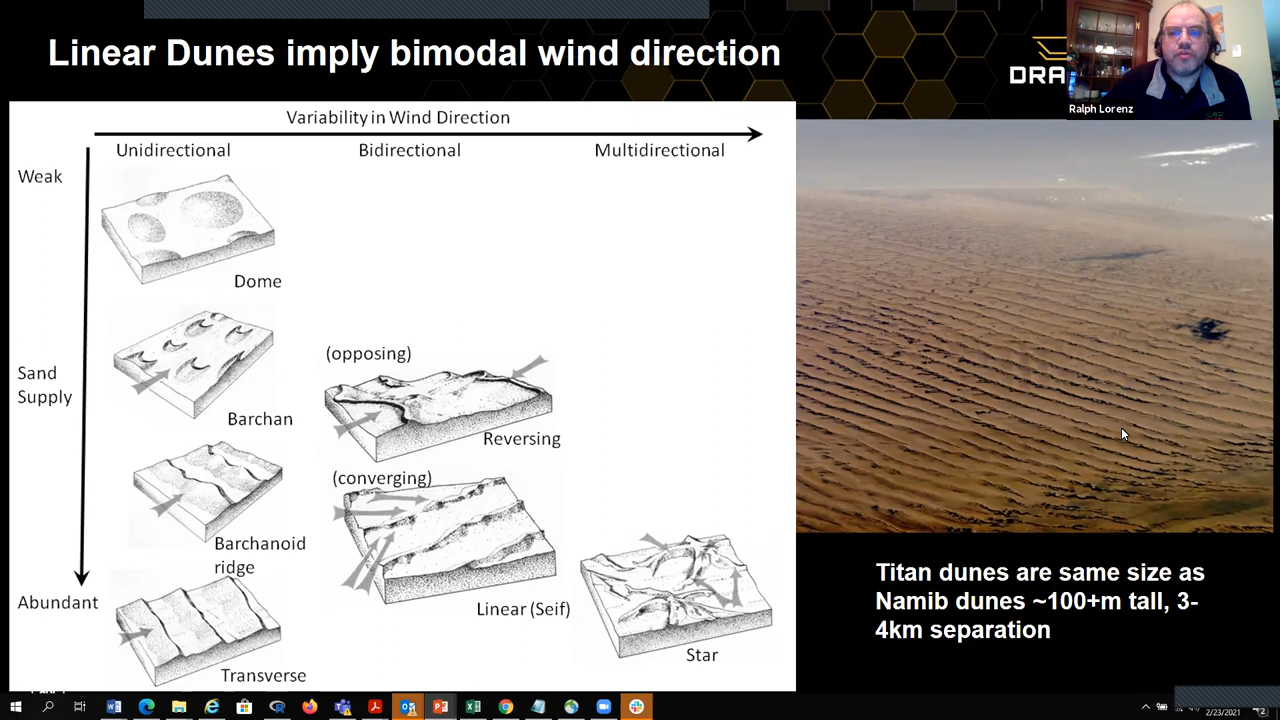 Linear Dunes imply bimodal wind direction
DRA
Ralph Lorenz
Variability in Wind Direction
Unidirectional
Bidirectional
Multidirectional
Weak
Dome
(opposing)
Sand
Supply
Barchan
Reversing
(converging)
Barchanoid
ridge
Abundant
Linear (Seif)
Star
Transverse
Titan dunes are same size as
Namib dunes ~100+m tall, 3-
4km separation
2/23/2021